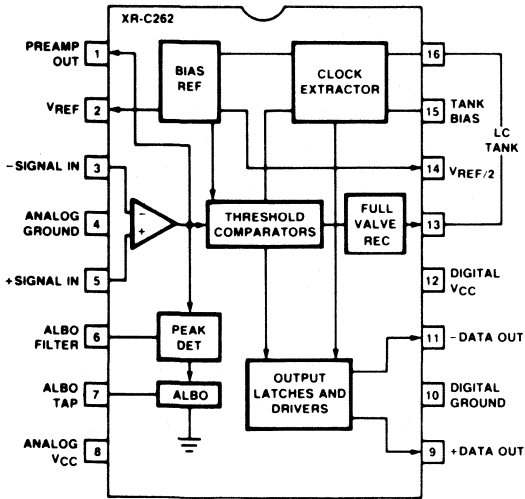 XR-C262
PREAMP
OUT
1
VREF
2
−SIGNAL IN
3
ANALOG
GROUND
4
+SIGNAL IN
5
ALBO
FILTER
6
ALBO
TAP
7
ANALOG
VCC
8
BIAS
REF
CLOCK
EXTRACTOR
−
+
THRESHOLD
COMPARATORS
FULL
VALVE
REC
PEAK
DET
ALBO
OUTPUT
LATCHES AND
DRIVERS
16
15
TANK
BIAS
LC
TANK
14
VREF/2
13
12
DIGITAL
VCC
11
−DATA OUT
10
DIGITAL
GROUND
9
+DATA OUT